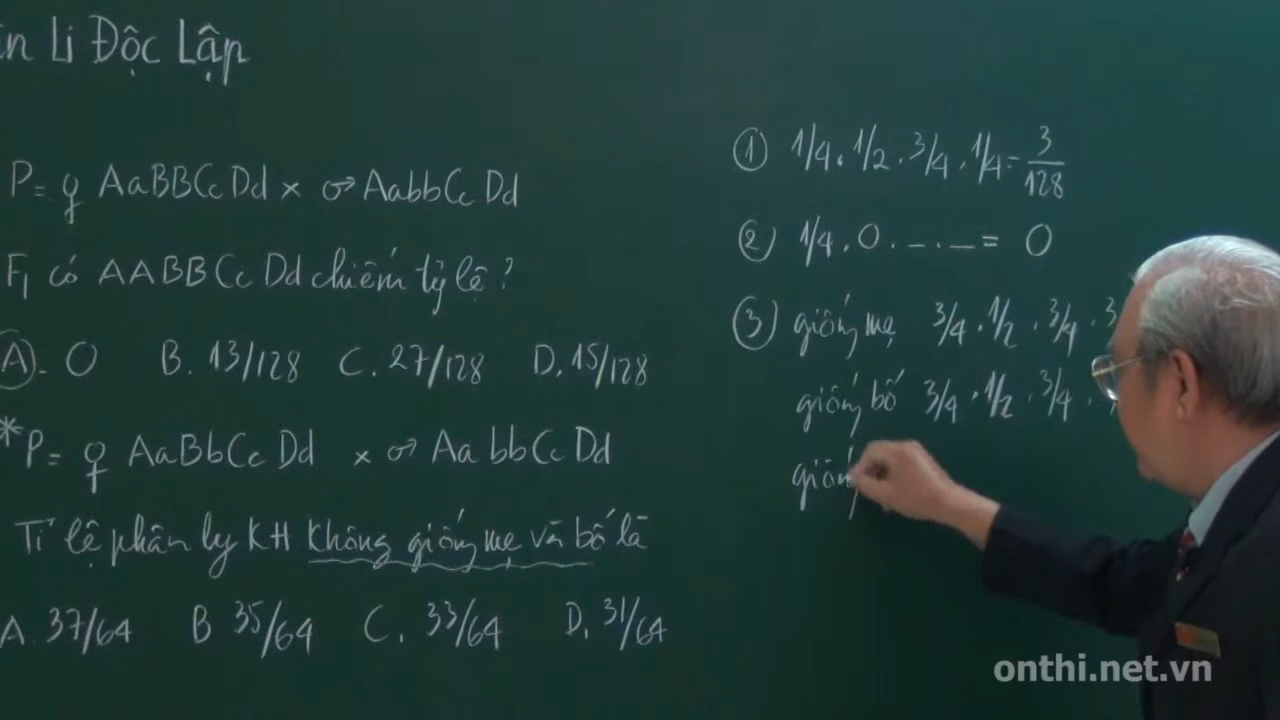 Li Độc Lập
P= ♀ AaBBCcDd × ♂ AabbCcDd
F1 có AABBCcDd chiếm tỷ lệ?
A. 0 B. 13/128 C. 27/128 D. 15/128
* P= ♀ AaBbCcDd × ♂ AabbCcDd
Tỉ lệ phân ly KH không giống mẹ và bố là
A. 37/64 B 35/64 C. 33/64 D. 31/64
① 1/4 . 1/2 . 3/4 . 1/4 = 3/128
② 1/4 . 0 . _ . _ = 0
③ giống mẹ 3/4 . 1/2 . 3/4 . 3
giống bố 3/4 . 1/2 . 3/4 .
giống
onthi.net.vn